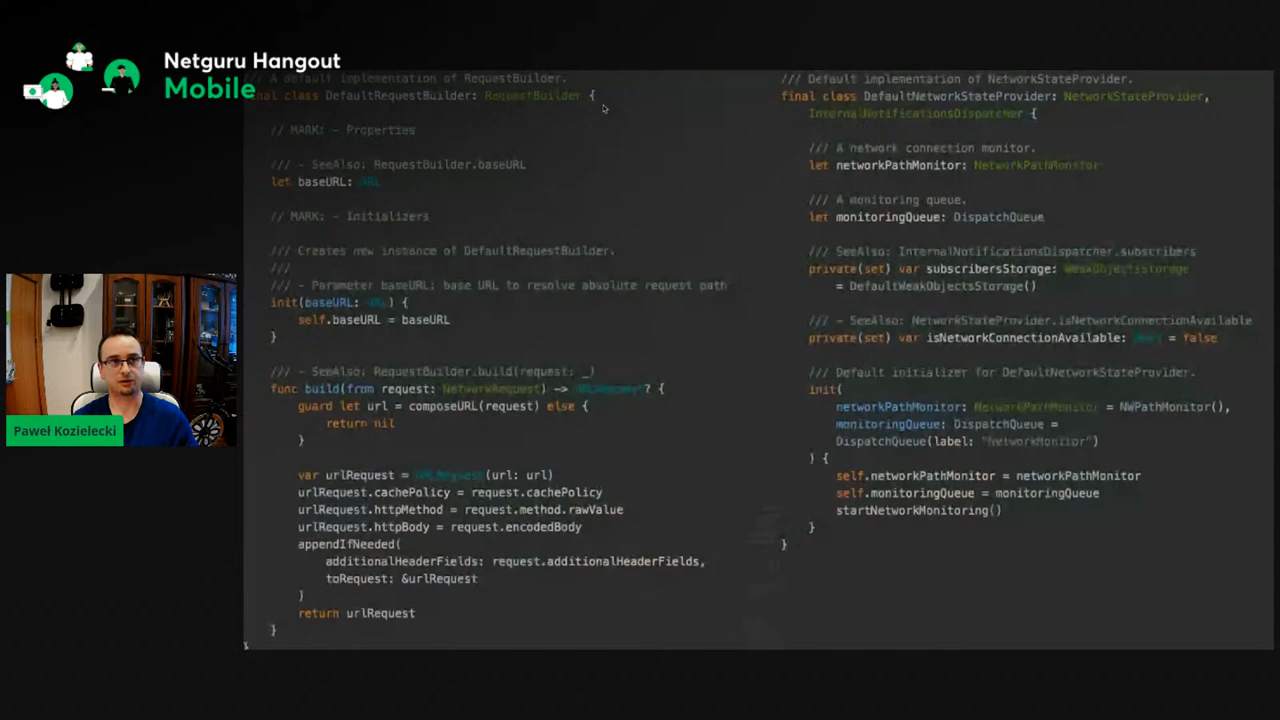 Netguru Hangout
Mobile
/// A default implementation of RequestBuilder.
final class DefaultRequestBuilder: RequestBuilder {
// MARK: - Properties
/// - SeeAlso: RequestBuilder.baseURL
let baseURL: URL
// MARK: - Initializers
/// Creates new instance of DefaultRequestBuilder.
///
/// - Parameter baseURL: base URL to resolve absolute request path
init(baseURL: URL) {
self.baseURL = baseURL
}
/// - SeeAlso: RequestBuilder.build(request: _)
func build(from request: NetworkRequest) -> URLRequest? {
guard let url = composeURL(request) else {
return nil
}
var urlRequest = URLRequest(url: url)
urlRequest.cachePolicy = request.cachePolicy
urlRequest.httpMethod = request.method.rawValue
urlRequest.httpBody = request.encodedBody
appendIfNeeded(
additionalHeaderFields: request.additionalHeaderFields,
toRequest: &urlRequest
)
return urlRequest
}
}
/// Default implementation of NetworkStateProvider.
final class DefaultNetworkStateProvider: NetworkStateProvider,
InternalNotificationsDispatcher {
/// A network connection monitor.
let networkPathMonitor: NetworkPathMonitor
/// A monitoring queue.
let monitoringQueue: DispatchQueue
/// SeeAlso: InternalNotificationsDispatcher.subscribers
private(set) var subscribersStorage: WeakObjectsStorage
= DefaultWeakObjectsStorage()
/// - SeeAlso: NetworkStateProvider.isNetworkConnectionAvailable
private(set) var isNetworkConnectionAvailable: Bool = false
/// Default initializer for DefaultNetworkStateProvider.
init(
networkPathMonitor: NetworkPathMonitor = NWPathMonitor(),
monitoringQueue: DispatchQueue =
DispatchQueue(label: "NetworkMonitor")
) {
self.networkPathMonitor = networkPathMonitor
self.monitoringQueue = monitoringQueue
startNetworkMonitoring()
}
}
Paweł Kozielecki